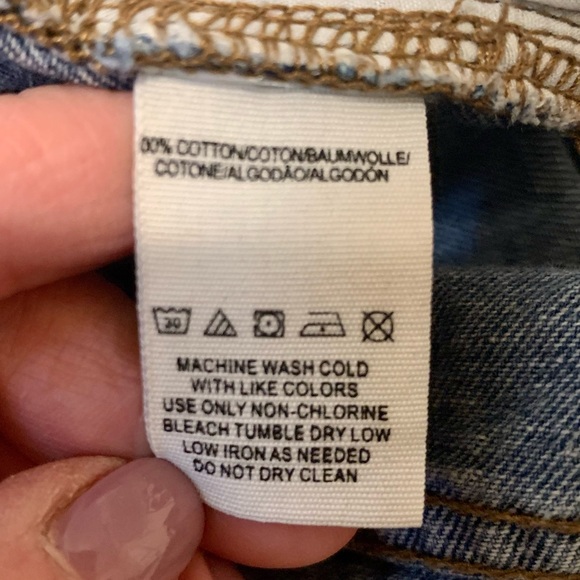 00% COTTON/COTON/BAUMWOLLE/
COTONE/ALGODÃO/ALGODÓN
30
MACHINE WASH COLD
WITH LIKE COLORS
USE ONLY NON-CHLORINE
BLEACH TUMBLE DRY LOW
LOW IRON AS NEEDED
DO NOT DRY CLEAN